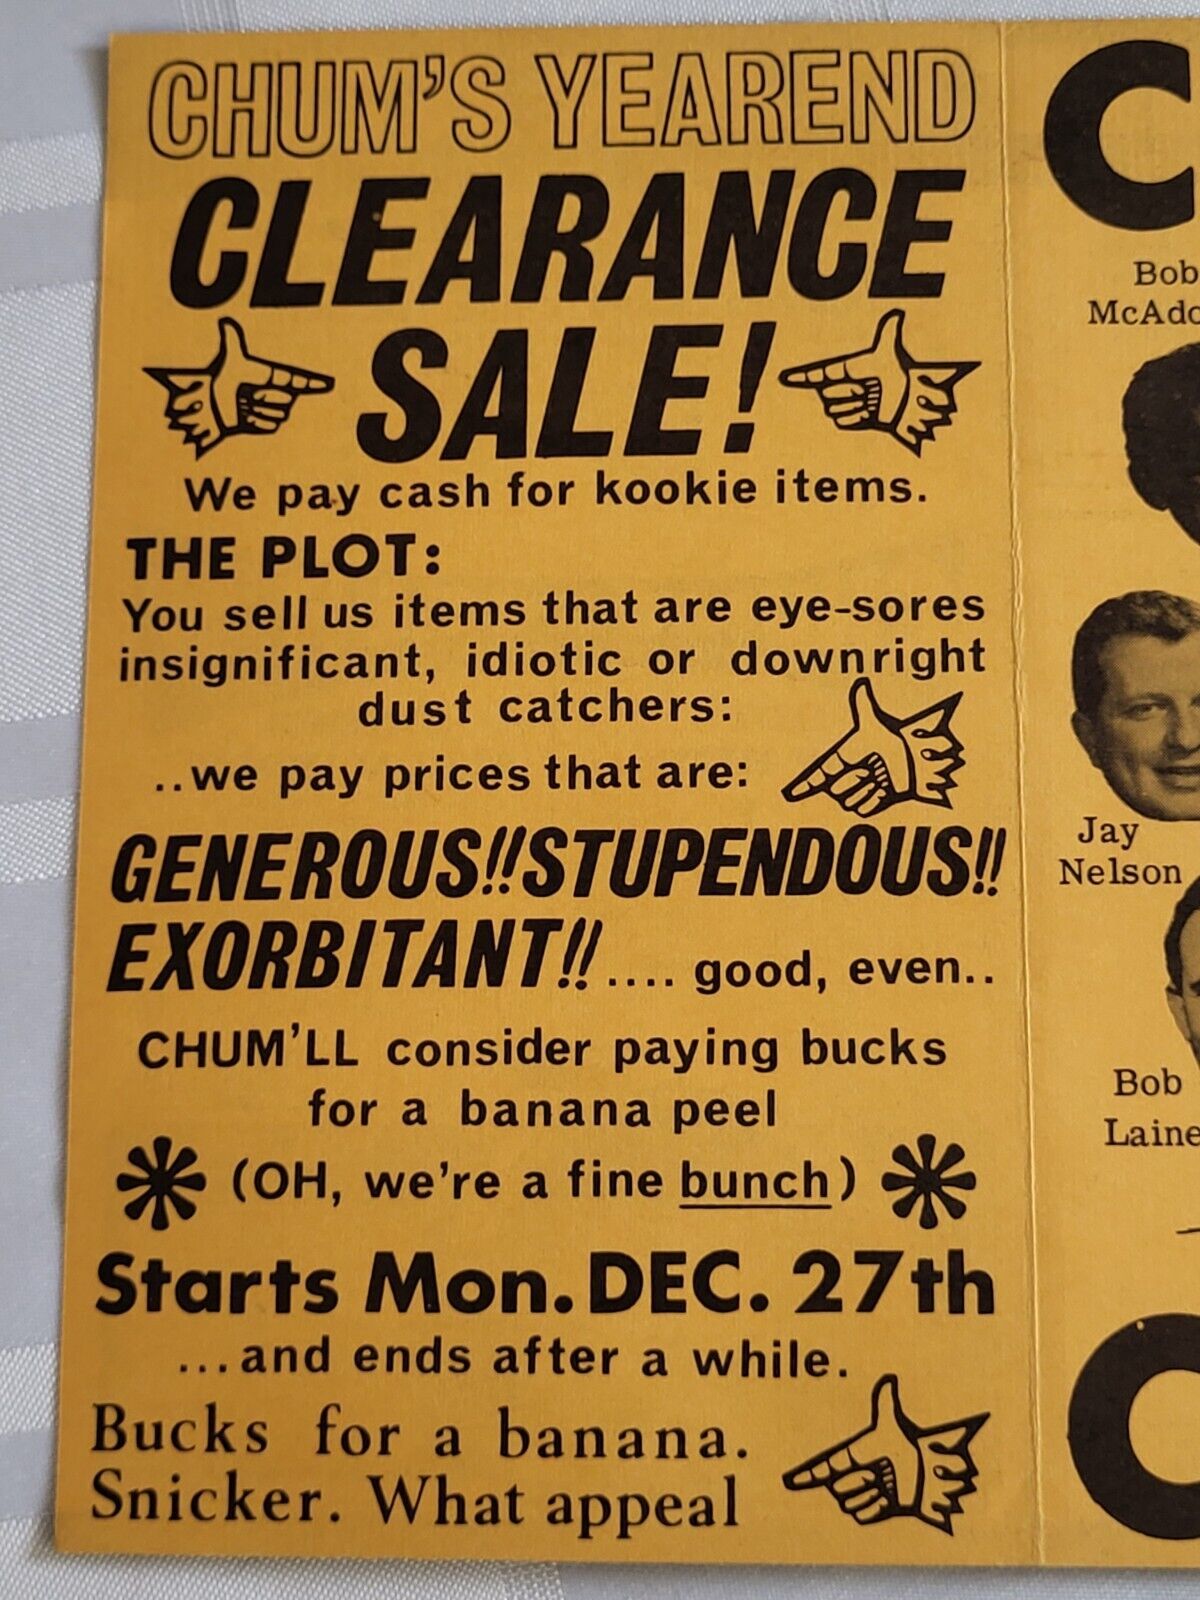 CHUM'S YEAREND
CLEARANCE
SALE!
We pay cash for kookie items.
THE PLOT:
You sell us items that are eye-sores
insignificant, idiotic or downright
dust catchers:
..we pay prices that are:
GENEROUS!!STUPENDOUS!!
EXORBITANT!!.... good, even..
CHUM'LL consider paying bucks
for a banana peel
(OH, we're a fine bunch)
Starts Mon. DEC. 27th
...and ends after a while.
Bucks for a banana.
Snicker. What appeal
C
Bob
Jay
Nelson
Bob
Laine